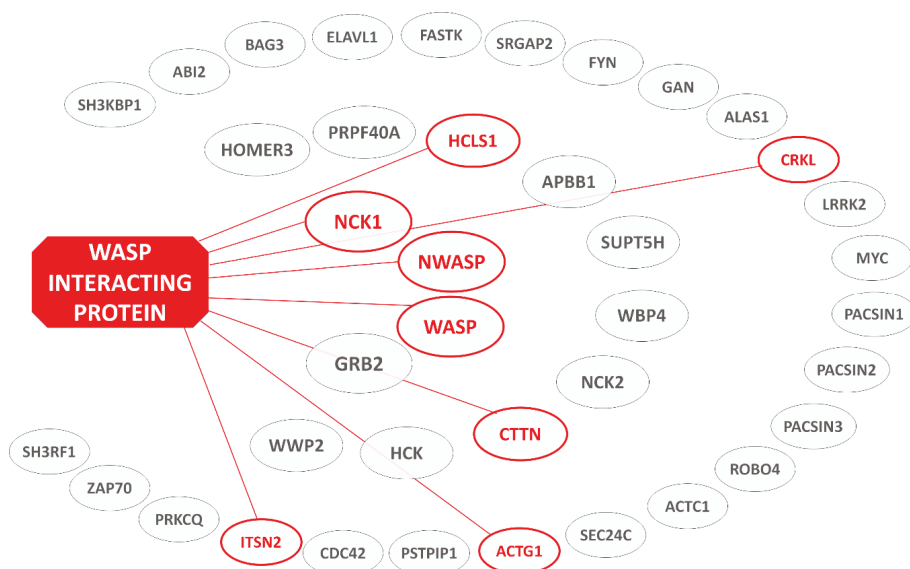 ELAVL1
FASTK
BAG3
SRGAP2
FYN
ABI2
GAN
SH3KBP1
ALAS1
PRPF40A
HCLS1
HOMER3
CRKL
APBB1
LRRK2
NCK1
SUPT5H
WASP
INTERACTING
PROTEIN
NWASP
MYC
WBP4
PACSIN1
WASP
GRB2
PACSIN2
NCK2
PACSIN3
CTTN
WWP2
HCK
SH3RF1
ROBO4
ZAP70
ACTC1
PRKCQ
SEC24C
ITSN2
CDC42
PSTPIP1
ACTG1